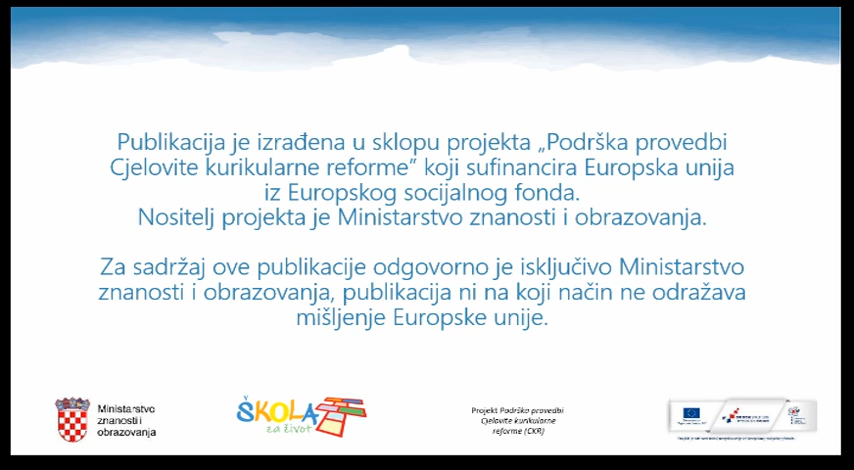 Publikacija je izrađena u sklopu projekta „Podrška provedbi
Cjelovite kurikularne reforme” koji sufinancira Europska unija
iz Europskog socijalnog fonda.
Nositelj projekta je Ministarstvo znanosti i obrazovanja.
Za sadržaj ove publikacije odgovorno je isključivo Ministarstvo
znanosti i obrazovanja, publikacija ni na koji način ne odražava
mišljenje Europske unije.
Ministarstvo
znanosti i
obrazovanja
ŠKOLA
za život
Projekt Podrška provedbi
Cjelovite kurikularne
reforme (CKR)